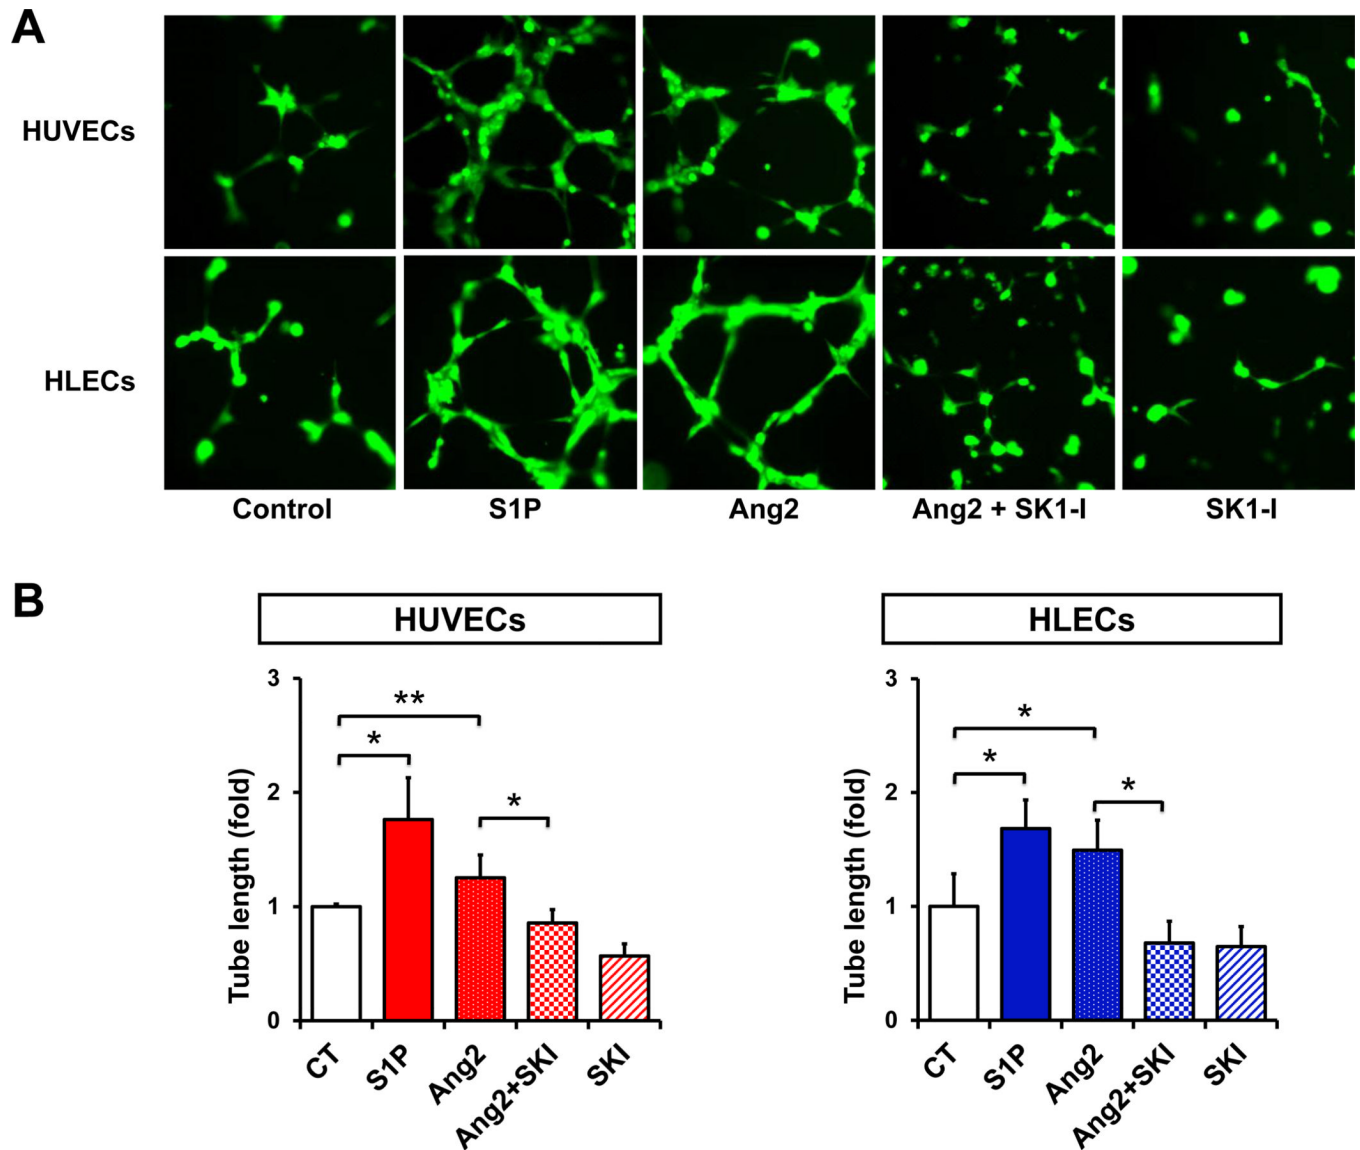 A
HUVECs
HLECs
Control S1P Ang2 Ang2 + SK1-I SK1-I
B
HUVECs
3
2
1
0
Tube length (fold)
**
*
*
CT S1P Ang2 Ang2+SKI SKI
HLECs
3
2
1
0
Tube length (fold)
*
*
*
CT S1P Ang2 Ang2+SKI SKI